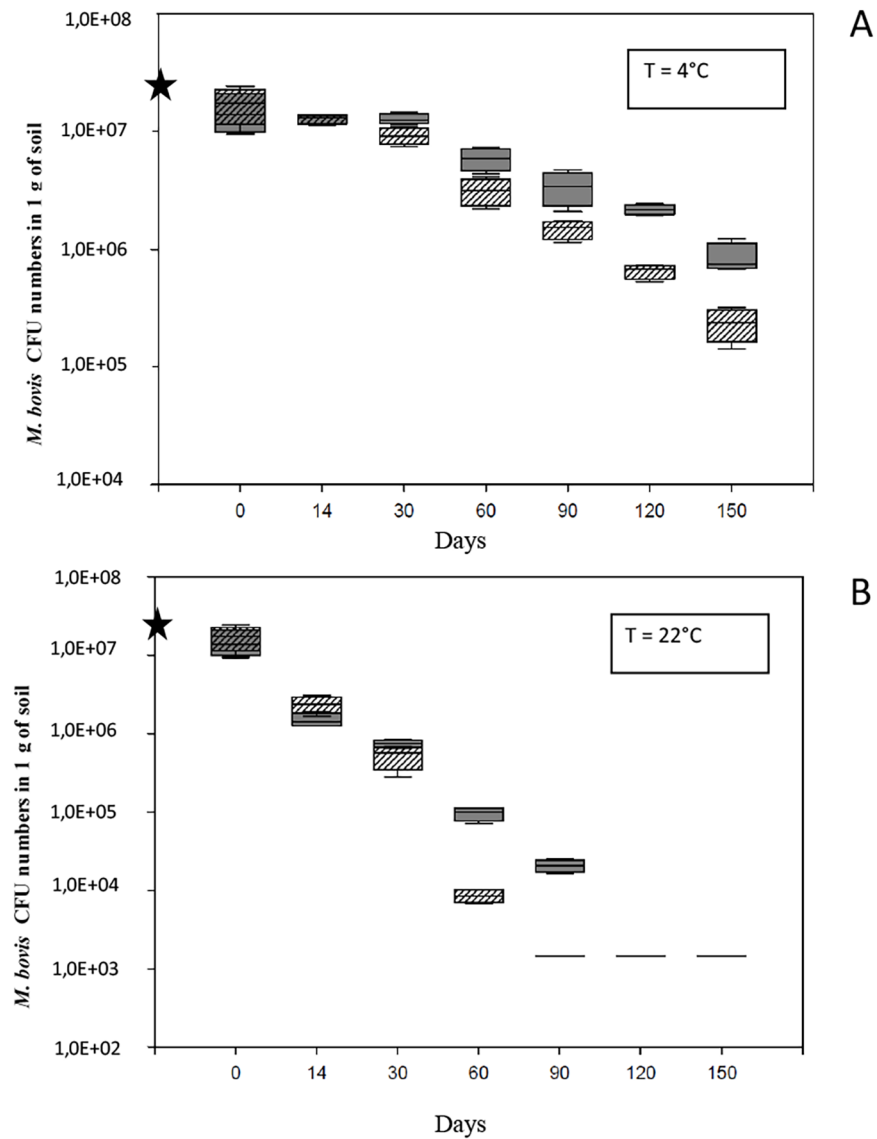 A
1,0E+08
T = 4°C
1,0E+07
1,0E+06
1,0E+05
1,0E+04
M. bovis CFU numbers in 1 g of soil
0 14 30 60 90 120 150
Days
B
1,0E+08
T = 22°C
1,0E+07
1,0E+06
1,0E+05
1,0E+04
1,0E+03
1,0E+02
M. bovis CFU numbers in 1 g of soil
0 14 30 60 90 120 150
Days